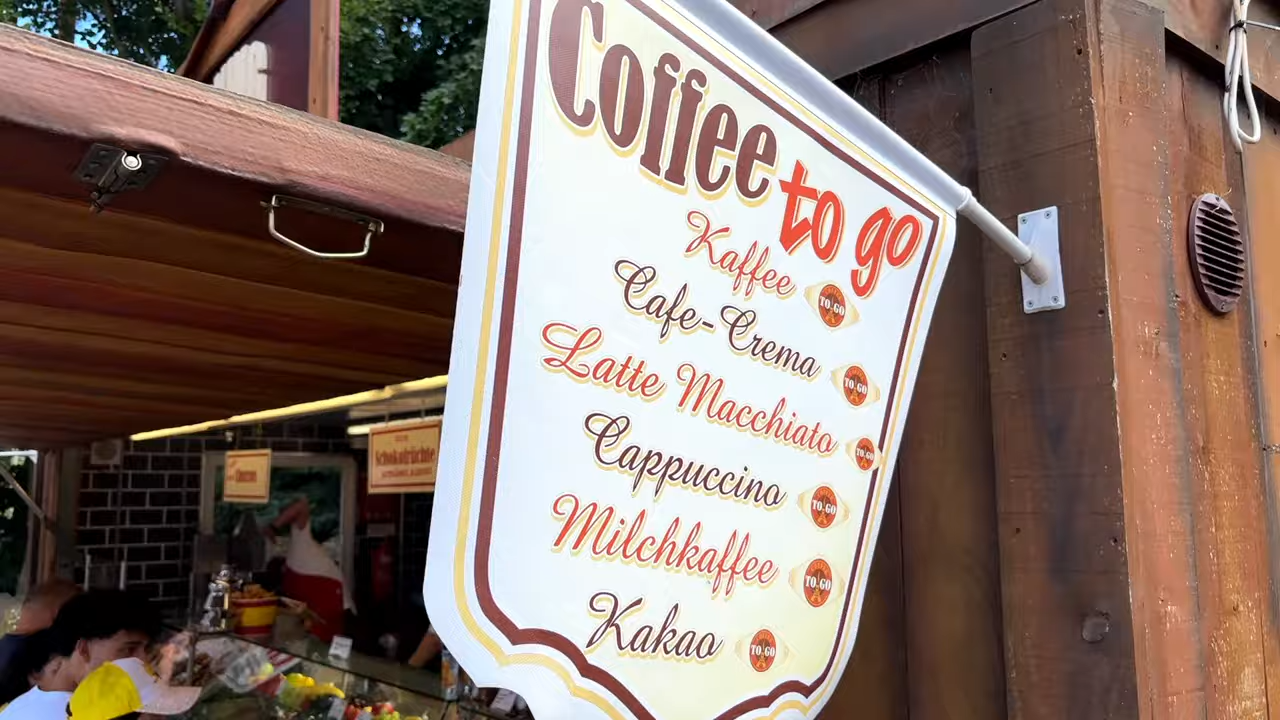 Coffee to go
Kaffee TO GO
Cafe-Crema TO GO
Latte Macchiato TO GO
Cappuccino TO GO
Milchkaffee TO GO
Kakao TO GO
Schokofrüchte